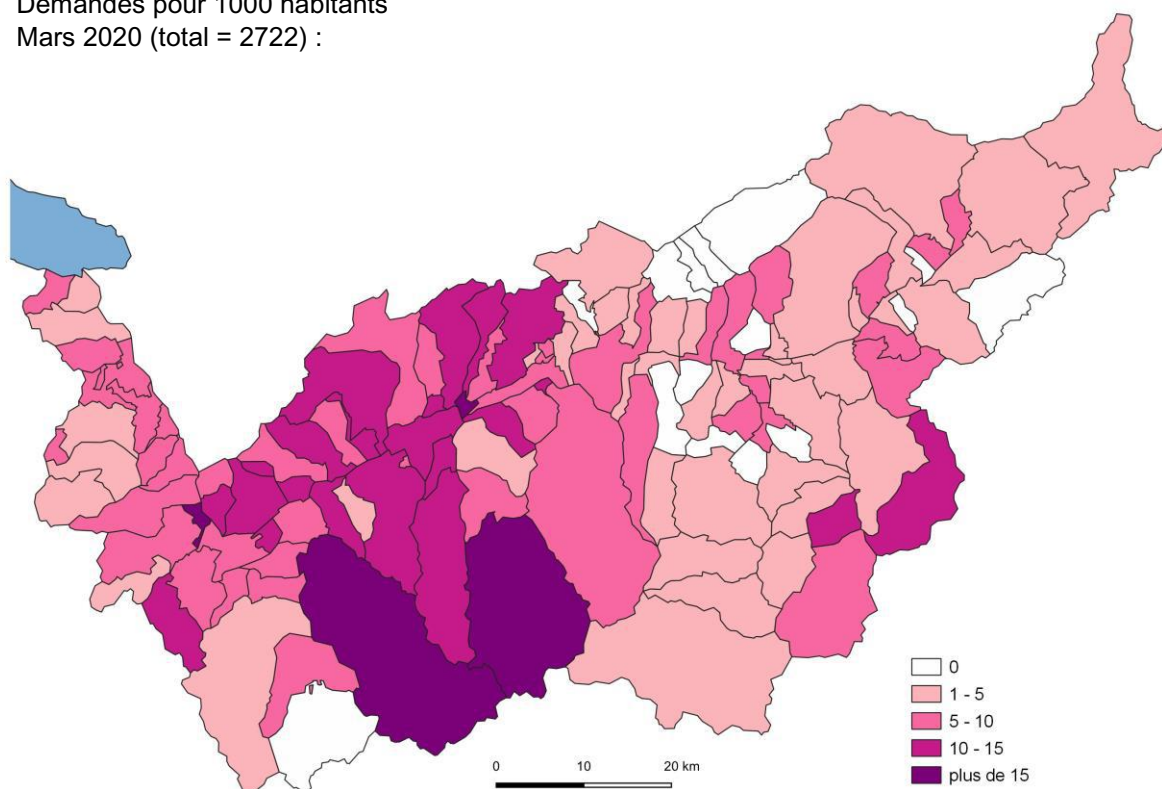 Demandes pour 1000 habitants
Mars 2020 (total = 2722) :
0
1 - 5
5 - 10
10 - 15
plus de 15
0 10 20 km